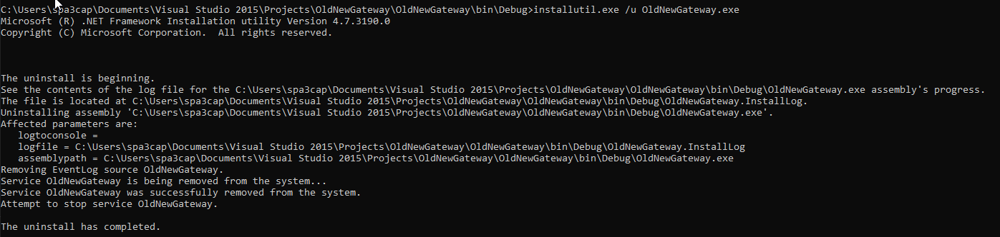 C:\Users\spa3cap\Documents\Visual Studio 2015\Projects\OldNewGateway\OldNewGateway\bin\Debug>installutil.exe /u OldNewGateway.exe
Microsoft (R) .NET Framework Installation utility Version 4.7.3190.0
Copyright (C) Microsoft Corporation.  All rights reserved.
The uninstall is beginning.
See the contents of the log file for the C:\Users\spa3cap\Documents\Visual Studio 2015\Projects\OldNewGateway\OldNewGateway\bin\Debug\OldNewGateway.exe assembly's progress.
The file is located at C:\Users\spa3cap\Documents\Visual Studio 2015\Projects\OldNewGateway\OldNewGateway\bin\Debug\OldNewGateway.InstallLog.
Uninstalling assembly 'C:\Users\spa3cap\Documents\Visual Studio 2015\Projects\OldNewGateway\OldNewGateway\bin\Debug\OldNewGateway.exe'.
Affected parameters are:
   logtoconsole =
   logfile = C:\Users\spa3cap\Documents\Visual Studio 2015\Projects\OldNewGateway\OldNewGateway\bin\Debug\OldNewGateway.InstallLog
   assemblypath = C:\Users\spa3cap\Documents\Visual Studio 2015\Projects\OldNewGateway\OldNewGateway\bin\Debug\OldNewGateway.exe
Removing EventLog source OldNewGateway.
Service OldNewGateway is being removed from the system...
Service OldNewGateway was successfully removed from the system.
Attempt to stop service OldNewGateway.
The uninstall has completed.